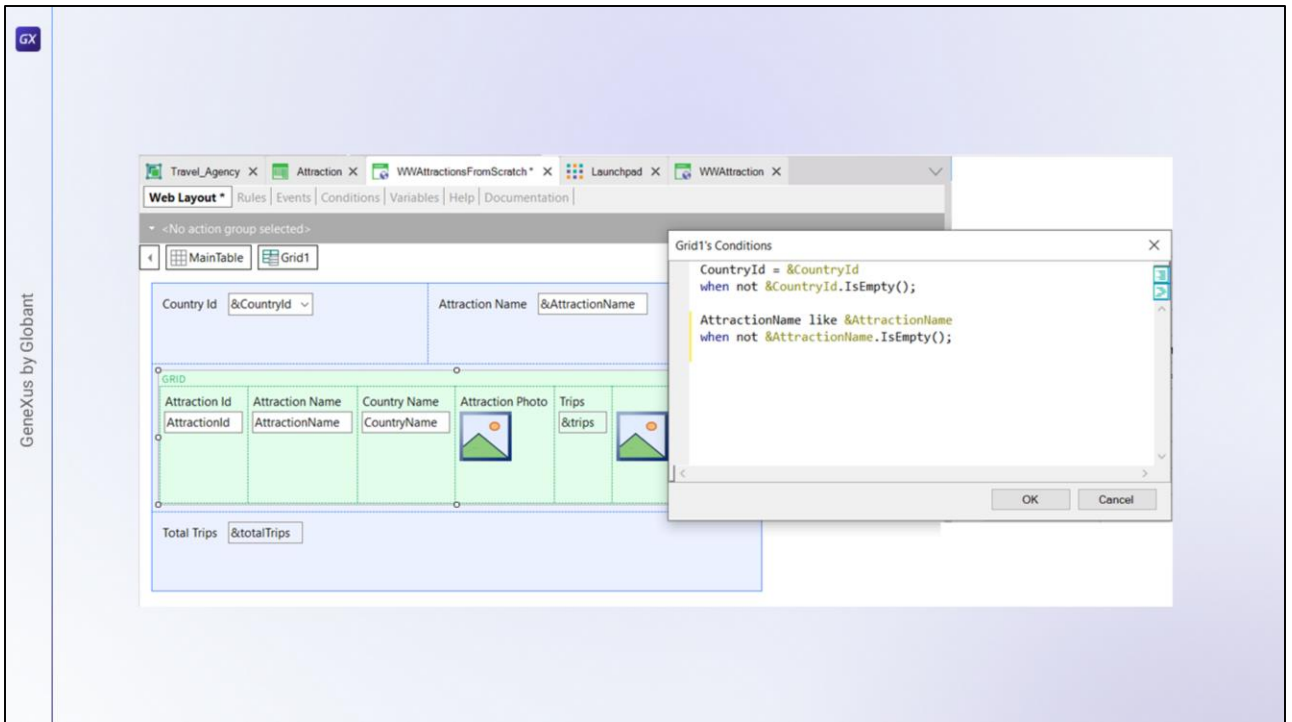 GX
GeneXus by Globant
Travel_Agency X Attraction X WWAttractionsFromScratch * X Launchpad X WWAttraction X
Web Layout * Rules Events Conditions Variables Help Documentation
<No action group selected>
MainTable Grid1
Country Id &CountryId Attraction Name &AttractionName
GRID
Attraction Id Attraction Name Country Name Attraction Photo Trips
AttractionId AttractionName CountryName &trips
Total Trips &totalTrips
Grid1's Conditions
CountryId = &CountryId
when not &CountryId.IsEmpty();
AttractionName like &AttractionName
when not &AttractionName.IsEmpty();
OK Cancel